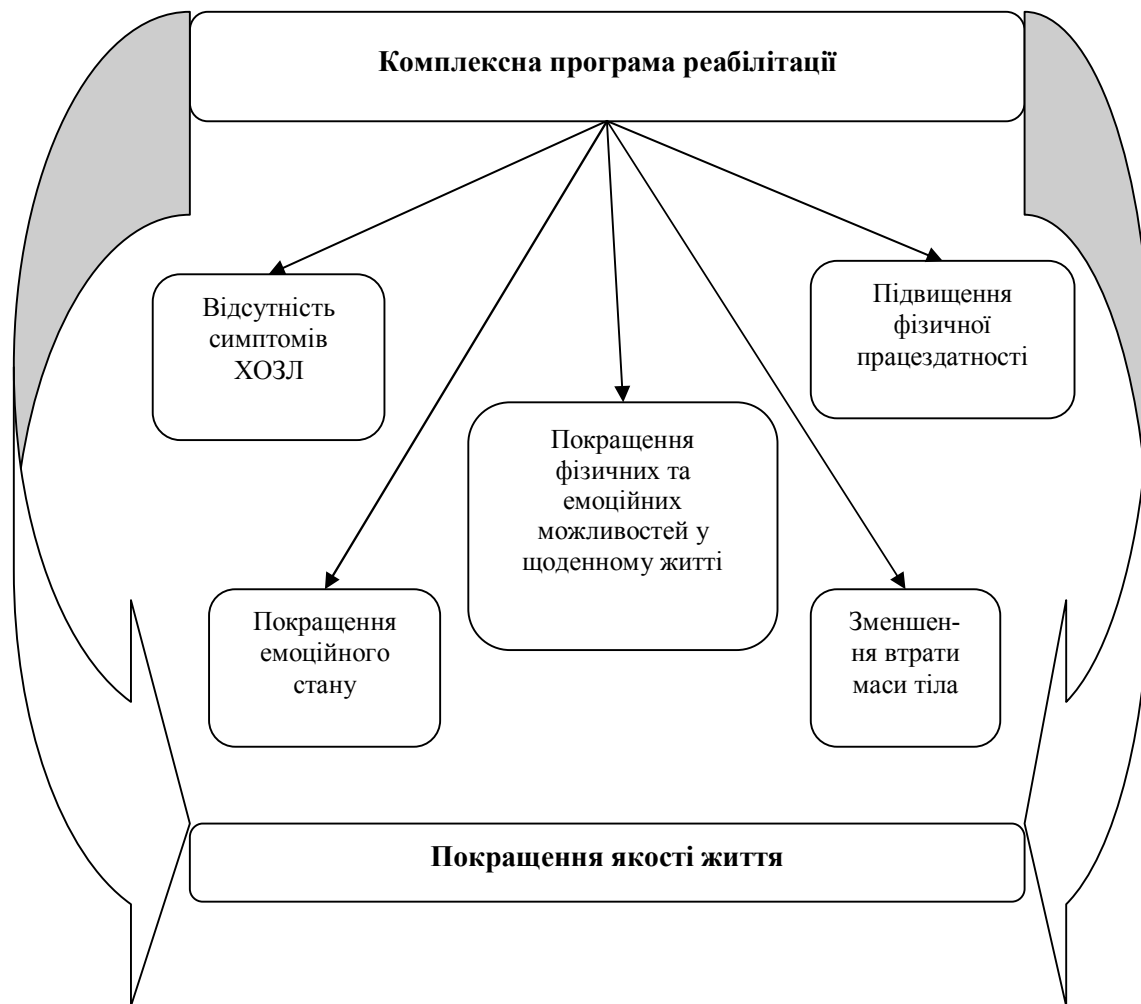 Комплексна програма реабілітації
Відсутність
симптомів
ХОЗЛ
Підвищення
фізичної
працездатності
Покращення
фізичних та
емоційних
можливостей у
щоденному житті
Покращення
емоційного
стану
Зменшен-
ня втрати
маси тіла
Покращення якості життя